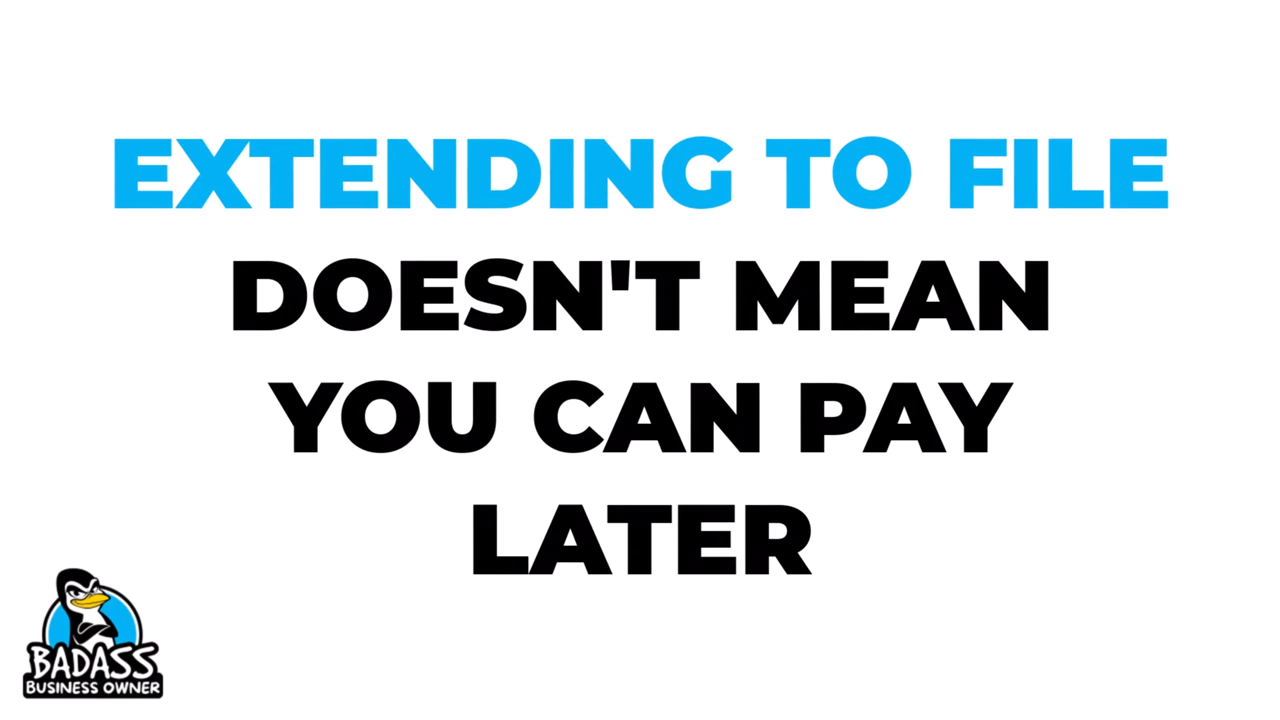 EXTENDING TO FILE
DOESN'T MEAN
YOU CAN PAY
LATER
BADASS
BUSINESS OWNER